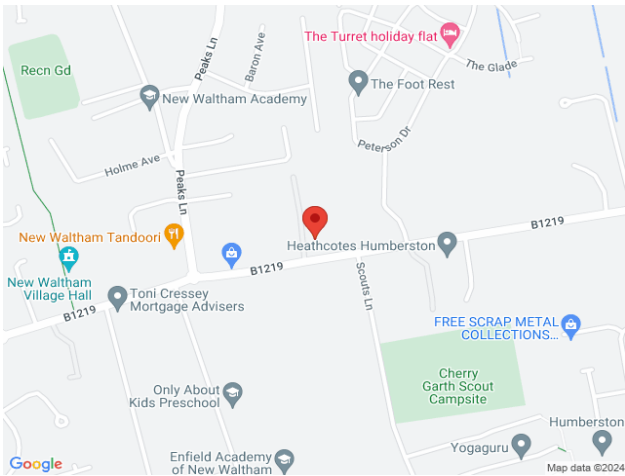 The Turret holiday flat
The Glade
Recn Gd
Peaks Ln
Baron Ave
New Waltham Academy
The Foot Rest
Peterson Dr
Holme Ave
Peaks Ln
New Waltham Tandoori
Heathcotes Humberston
B1219
New Waltham
Village Hall
B1219
Scouts Ln
Toni Cressey
Mortgage Advisers
B1219
FREE SCRAP METAL
COLLECTIONS...
Cherry
Garth Scout
Campsite
Only About
Kids Preschool
Humberston
Enfield Academy
of New Waltham
Yogaguru
Google
Map data ©2024